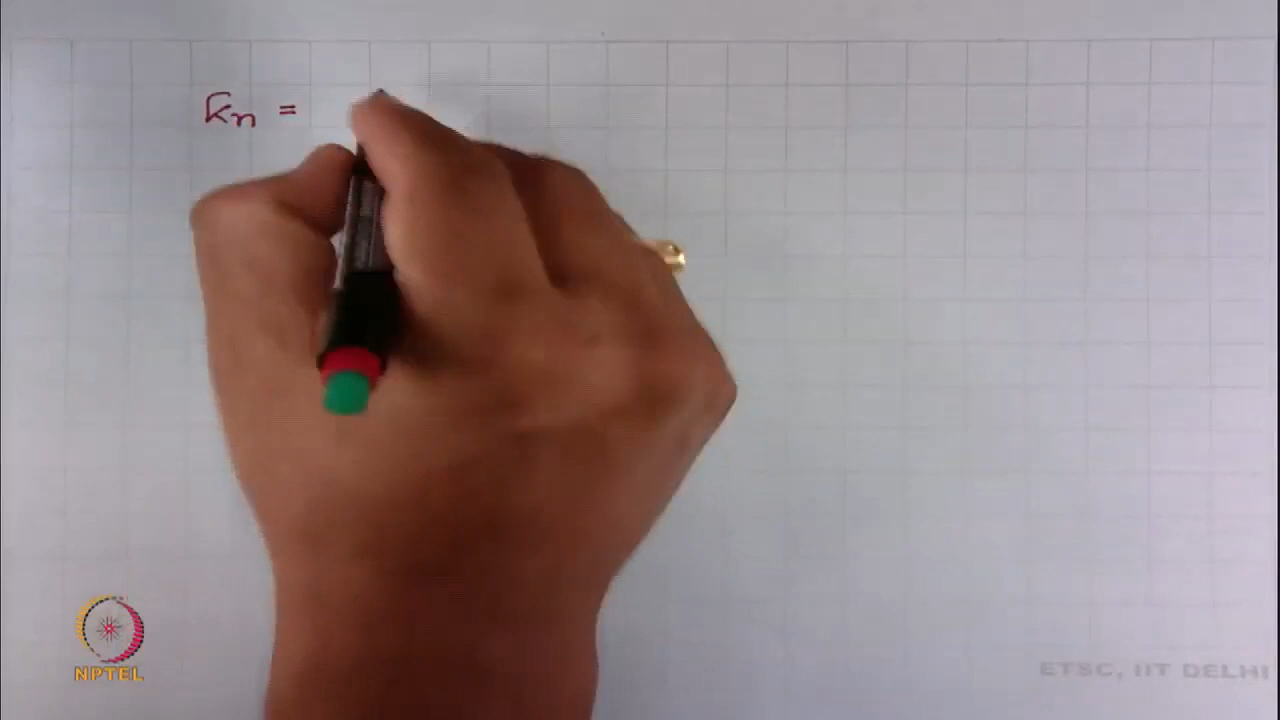 kn =
NPTEL
ETSC, IIT DELHI